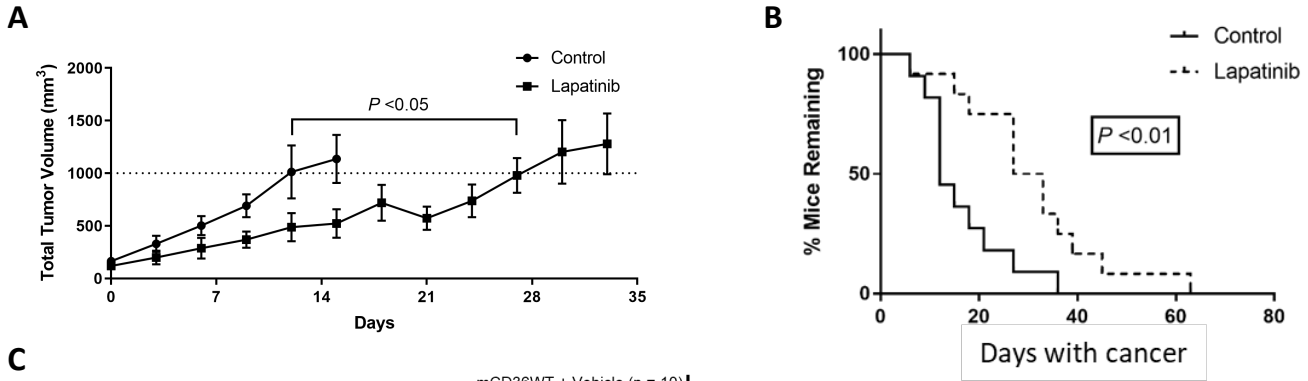 A
Total Tumor Volume (mm³)
2000
1500
1000
500
0
0 7 14 21 28 35
Days
Control
Lapatinib
P <0.05
B
% Mice Remaining
100
50
0
0 20 40 60 80
Days with cancer
Control
Lapatinib
P <0.01
C